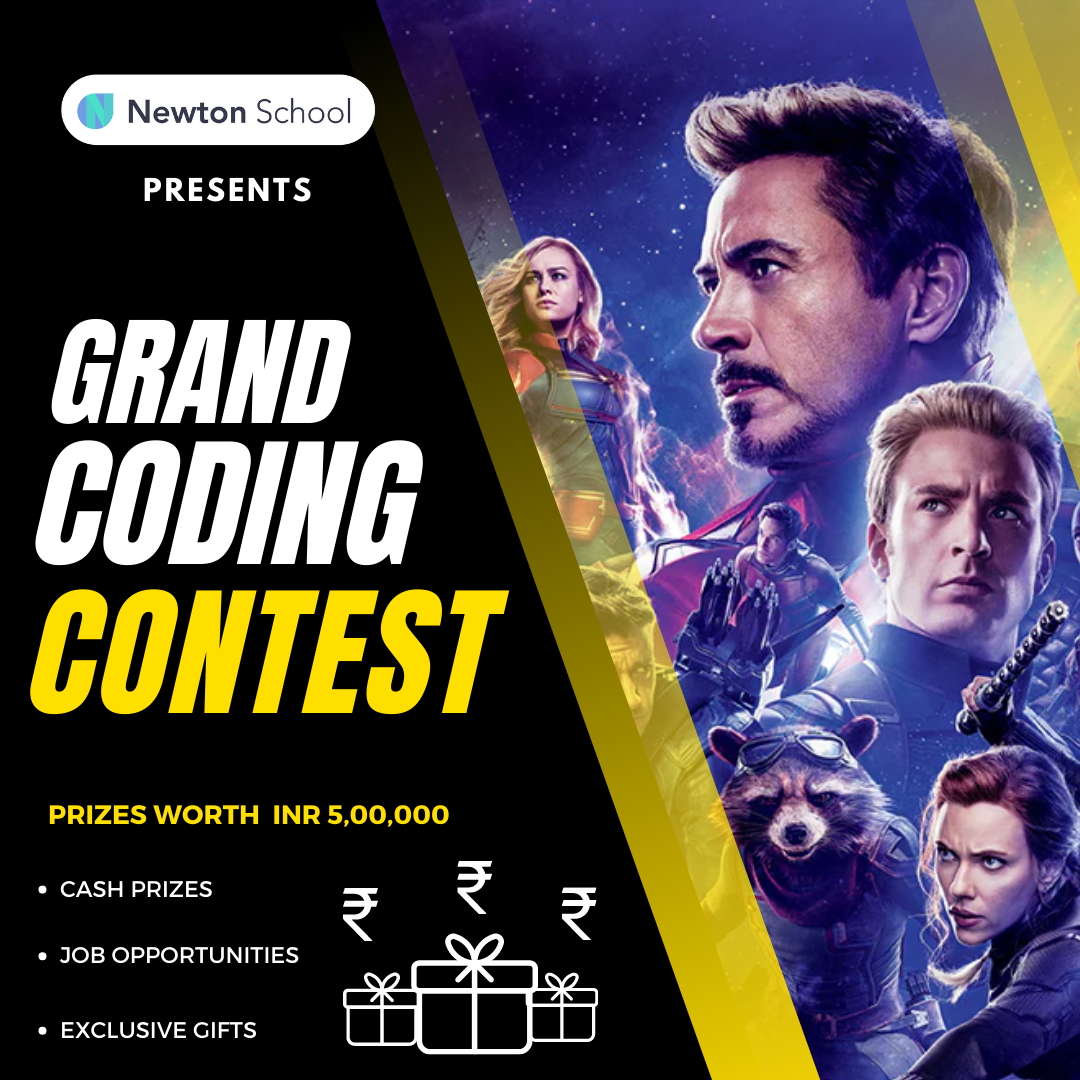 Newton School
PRESENTS
GRAND
CODING
CONTEST
PRIZES WORTH INR 5,00,000
• CASH PRIZES
• JOB OPPORTUNITIES
• EXCLUSIVE GIFTS
₹ ₹ ₹